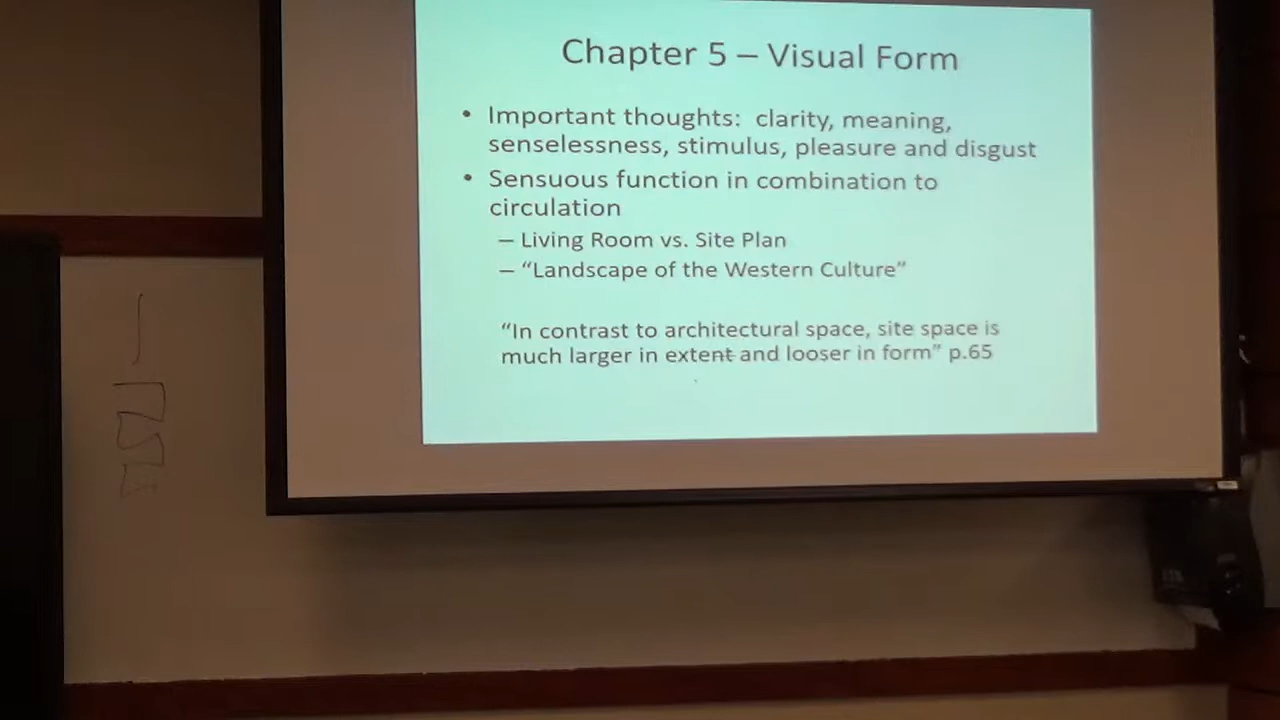 Chapter 5 – Visual Form
• Important thoughts:  clarity, meaning,
senselessness, stimulus, pleasure and disgust
• Sensuous function in combination to
circulation
– Living Room vs. Site Plan
– “Landscape of the Western Culture”
“In contrast to architectural space, site space is
much larger in extent and looser in form” p.65